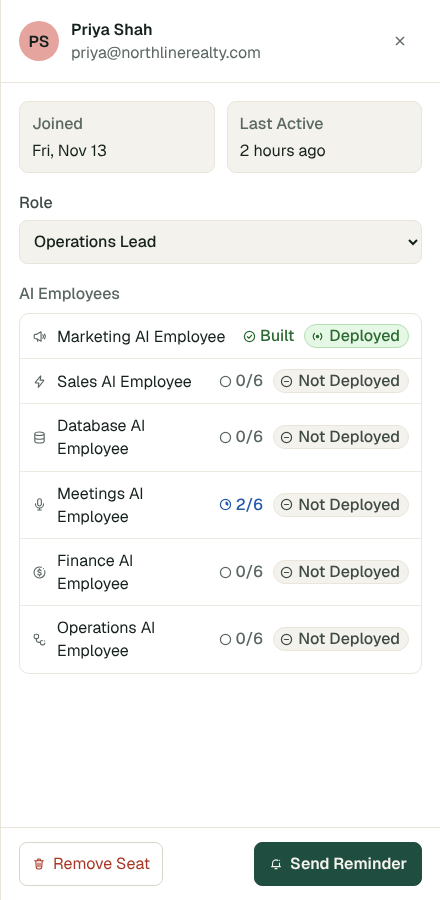 PS
Priya Shah
priya@northlinerealty.com
Joined
Fri, Nov 13
Last Active
2 hours ago
Role
Operations Lead
AI Employees
Marketing AI Employee Built Deployed
Sales AI Employee 0/6 Not Deployed
Database AI
Employee
0/6 Not Deployed
Meetings AI
Employee
2/6 Not Deployed
Finance AI
Employee
0/6 Not Deployed
Operations AI
Employee
0/6 Not Deployed
Remove Seat
Send Reminder